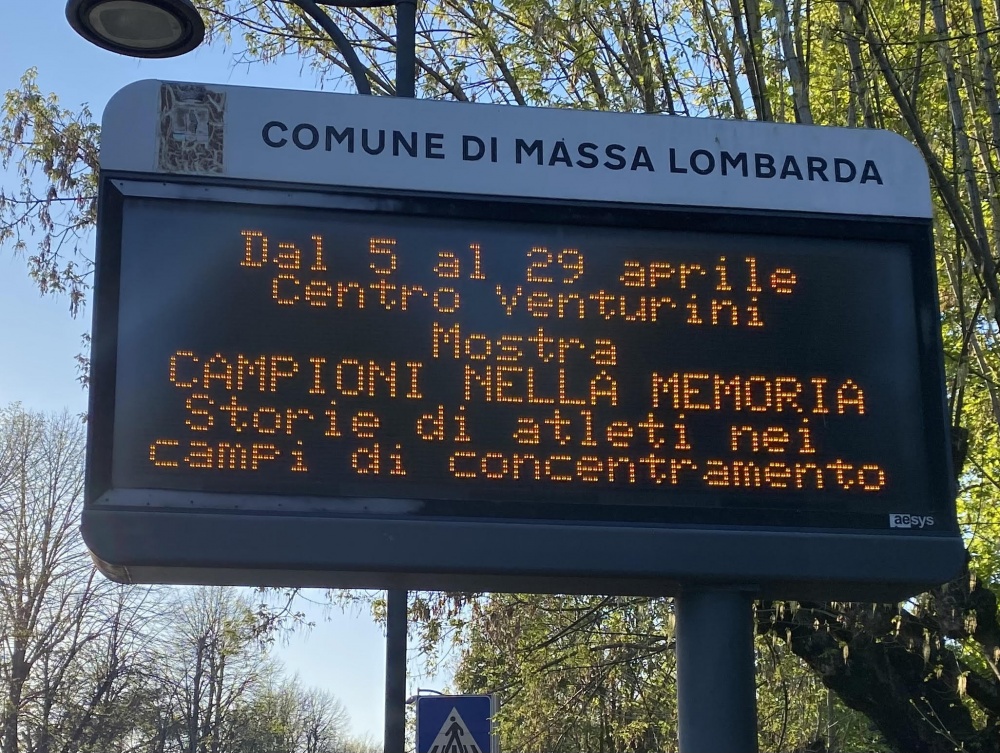 COMUNE DI MASSA LOMBARDA
Dal 5 al 29 aprile
Centro venturini
Mostra
CAMPIONI NELLA MEMORIA
Storie di atleti nei
campi di concentramento
aesys